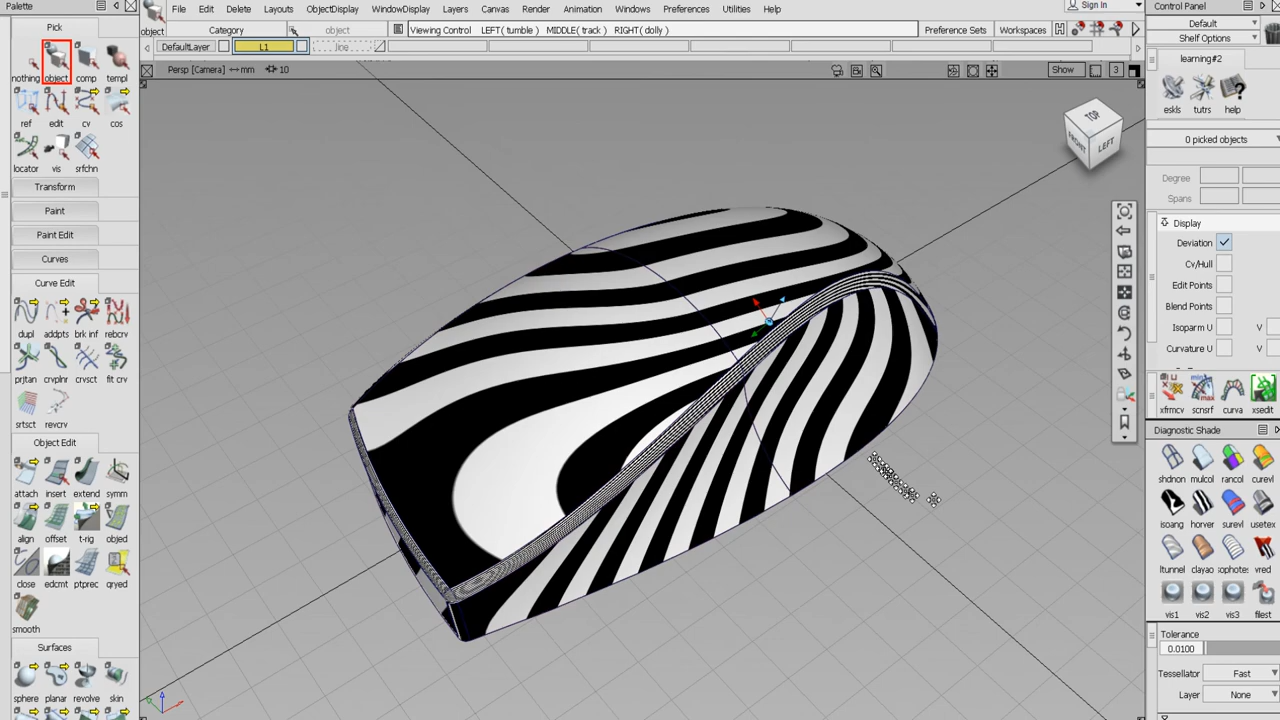 Palette
File Edit Delete Layouts ObjectDisplay WindowDisplay Layers Canvas Render Animation Windows Preferences Utilities Help
Sign In
Control Panel
object
Category
object
Viewing Control LEFT( tumble ) MIDDLE( track ) RIGHT( dolly )
Preference Sets
Workspaces
Default
Shelf Options
DefaultLayer
L1
line
Persp [Camera] mm 10
Show
3
Pick
nothing object comp templ
ref edit cv cos
locator vis srfchn
Transform
Paint
Paint Edit
Curves
Curve Edit
dupl addpts brk inf rebcrv
prjtan crvplnr crvsct fit crv
srtsct revcrv
Object Edit
attach insert extend symm
align offset t-rig objed
close edcmt ptprec qryed
smooth
Surfaces
sphere planar revolve skin
TOP
FRONT
LEFT
learning#2
eskls tutrs help
0 picked objects
Degree
Spans
Display
Deviation
Cv/Hull
Edit Points
Blend Points
Isoparm U V
Curvature U V
xfrmcv scnsrf curva xsedit
Diagnostic Shade
shdnon mulcol rancol curvel
isoang horver surevl usetex
ltunnel clayao sophotes vred
vis1 vis2 vis3 filest
Tolerance
0.0100
Tessellator Fast
Layer None